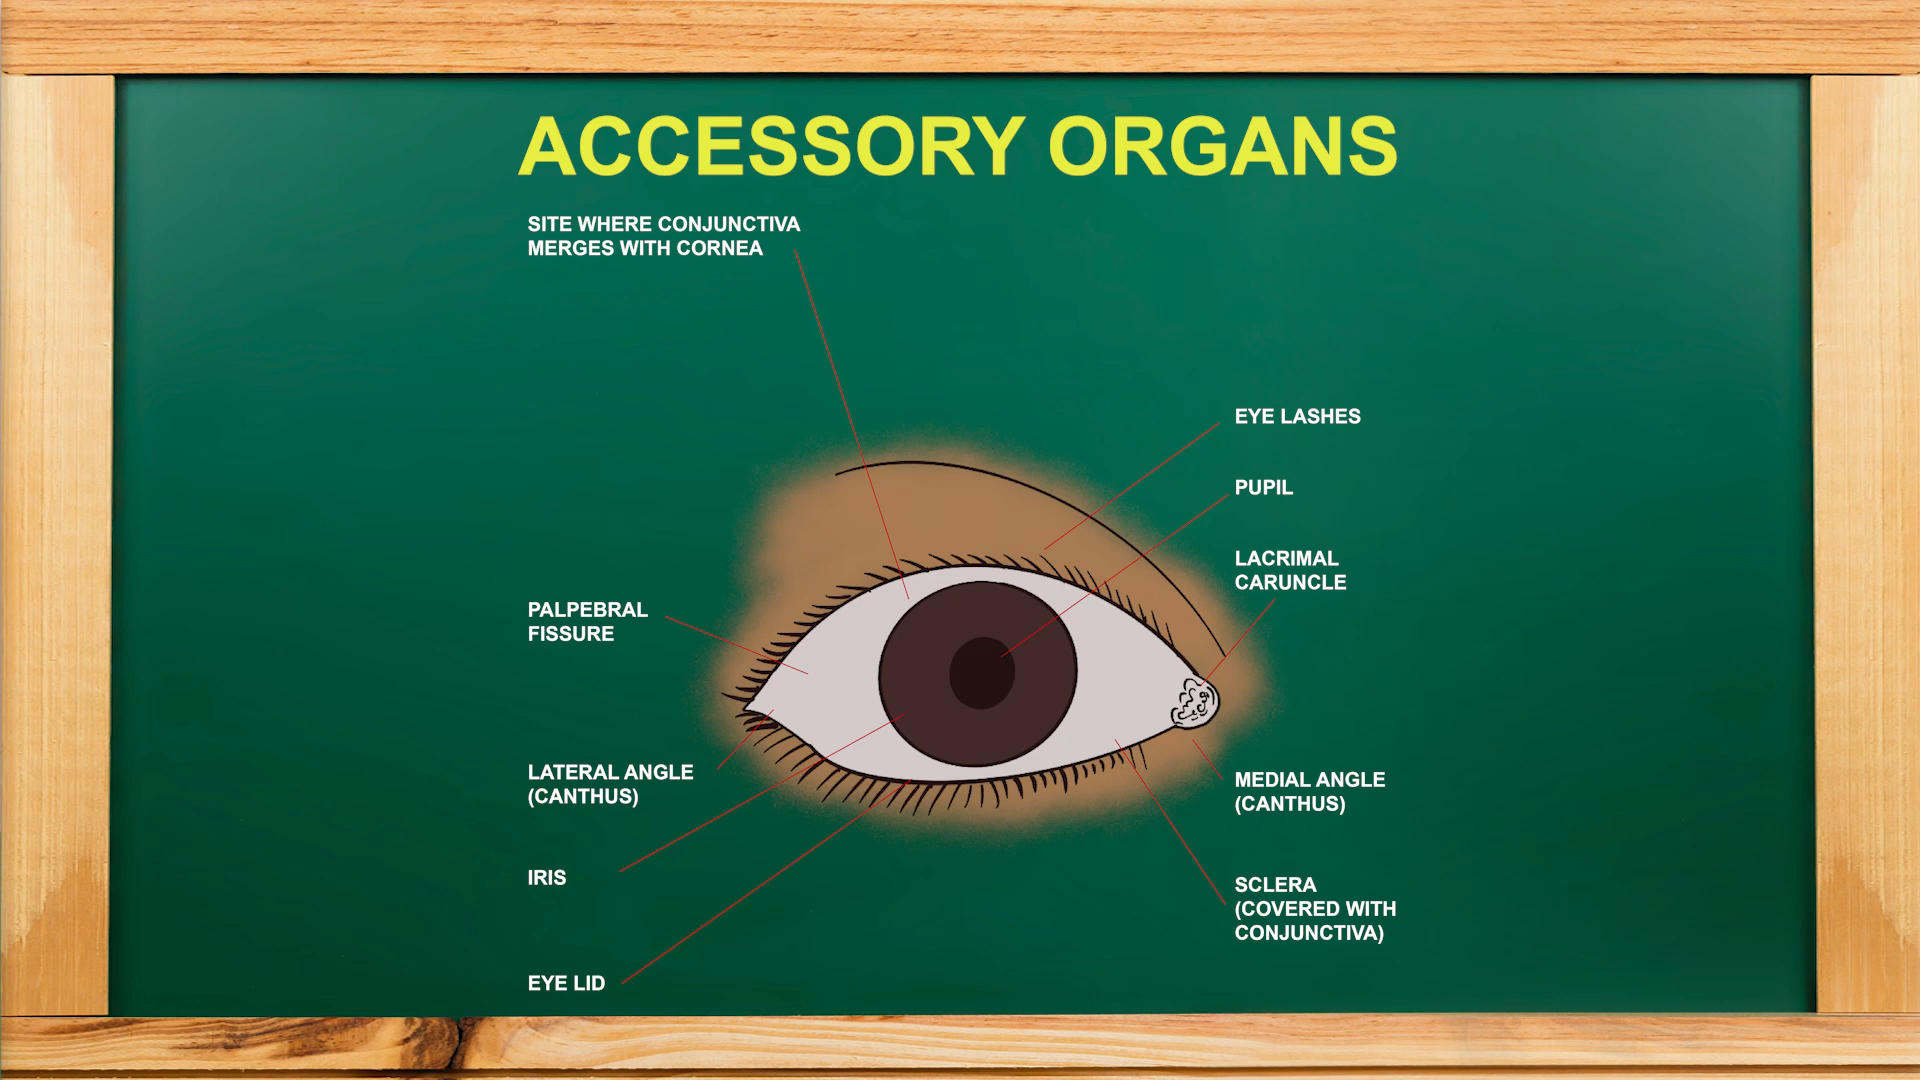 ACCESSORY ORGANS
SITE WHERE CONJUNCTIVA
MERGES WITH CORNEA
EYE LASHES
PUPIL
LACRIMAL
CARUNCLE
PALPEBRAL
FISSURE
LATERAL ANGLE
(CANTHUS)
MEDIAL ANGLE
(CANTHUS)
IRIS
SCLERA
(COVERED WITH
CONJUNCTIVA)
EYE LID